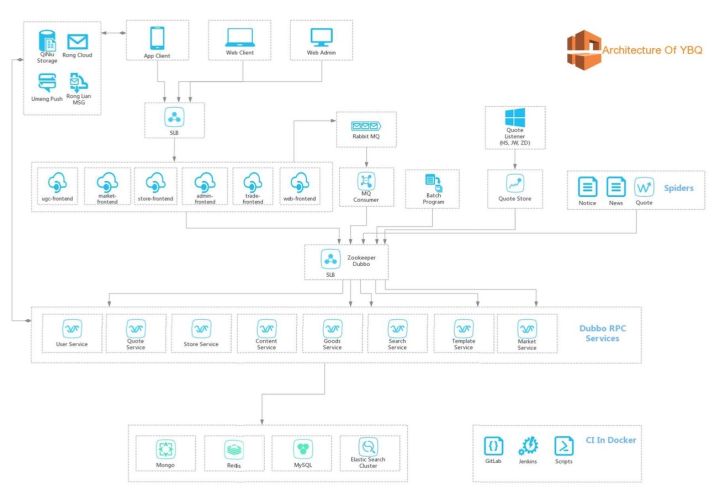 Architecture Of YBQ
QiNiu
Storage
Rong Cloud
Umeng Push
Rong Lian
MSG
App Client
Web Client
Web Admin
SLB
Rabbit MQ
Quote
Listener
(NS, JW, ZD)
ugc-frontend
market-
frontend
store-frontend
admin-
frontend
trade-
frontend
web-frontend
MQ
Consumer
Batch
Program
Quote Store
Notice
News
Quote
Spiders
SLB
Zookeeper
Dubbo
User Service
Quote
Service
Store Service
Content
Service
Goods
Service
Search
Service
Template
Service
Market
Service
Dubbo RPC
Services
Mongo
Redis
MySQL
Elastic Search
Cluster
GitLab
Jenkins
Scripts
CI In Docker